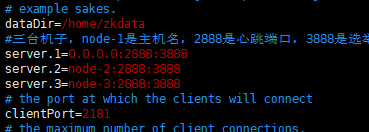 # example sakes.
dataDir=/home/zkdata
#三台机子，node-1是主机名，2888是心跳端口，3888是选举
server.1=0.0.0.0:2888:3888
server.2=node-2:2888:3888
server.3=node-3:2888:3888
# the port at which the clients will connect
clientPort=2181
# the maximum number of client connections.